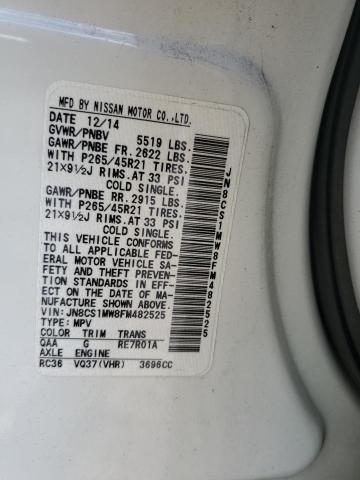 MFD BY NISSAN MOTOR CO.,LTD.
DATE 12/14
GVWR/PNBV 5519 LBS.
GAWR/PNBE FR. 2622 LBS.
WITH P265/45R21 TIRES,
21X9½J RIMS.AT 33 PSI
COLD SINGLE.
GAWR/PNBE RR. 2915 LBS.
WITH P265/45R21 TIRES,
21X9½J RIMS.AT 33 PSI
COLD SINGLE.
THIS VEHICLE CONFORMS
TO ALL APPLICABLE FED-
ERAL MOTOR VEHICLE SA-
FETY AND THEFT PREVEN-
TION STANDARDS IN EFF-
ECT ON THE DATE OF MA-
NUFACTURE SHOWN ABOVE.
VIN: JN8CS1MW8FM482525
TYPE: MPV
COLOR TRIM TRANS
QAA G RE7R01A
AXLE ENGINE
RC36 VQ37(VHR) 3696CC
JN8CS1MW8FM482525